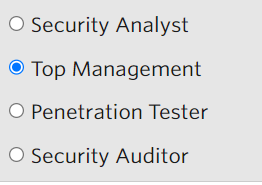 Security Analyst
Top Management
Penetration Tester
Security Auditor